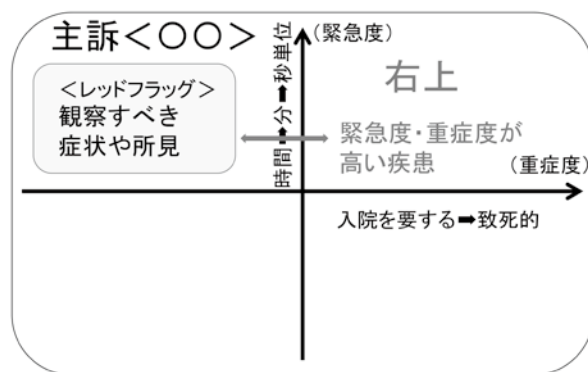 主訴<〇〇>
<レッドフラッグ>
観察すべき
症状や所見
時間➡分➡秒単位
(緊急度)
右上
緊急度・重症度が
高い疾患
(重症度)
入院を要する➡致死的